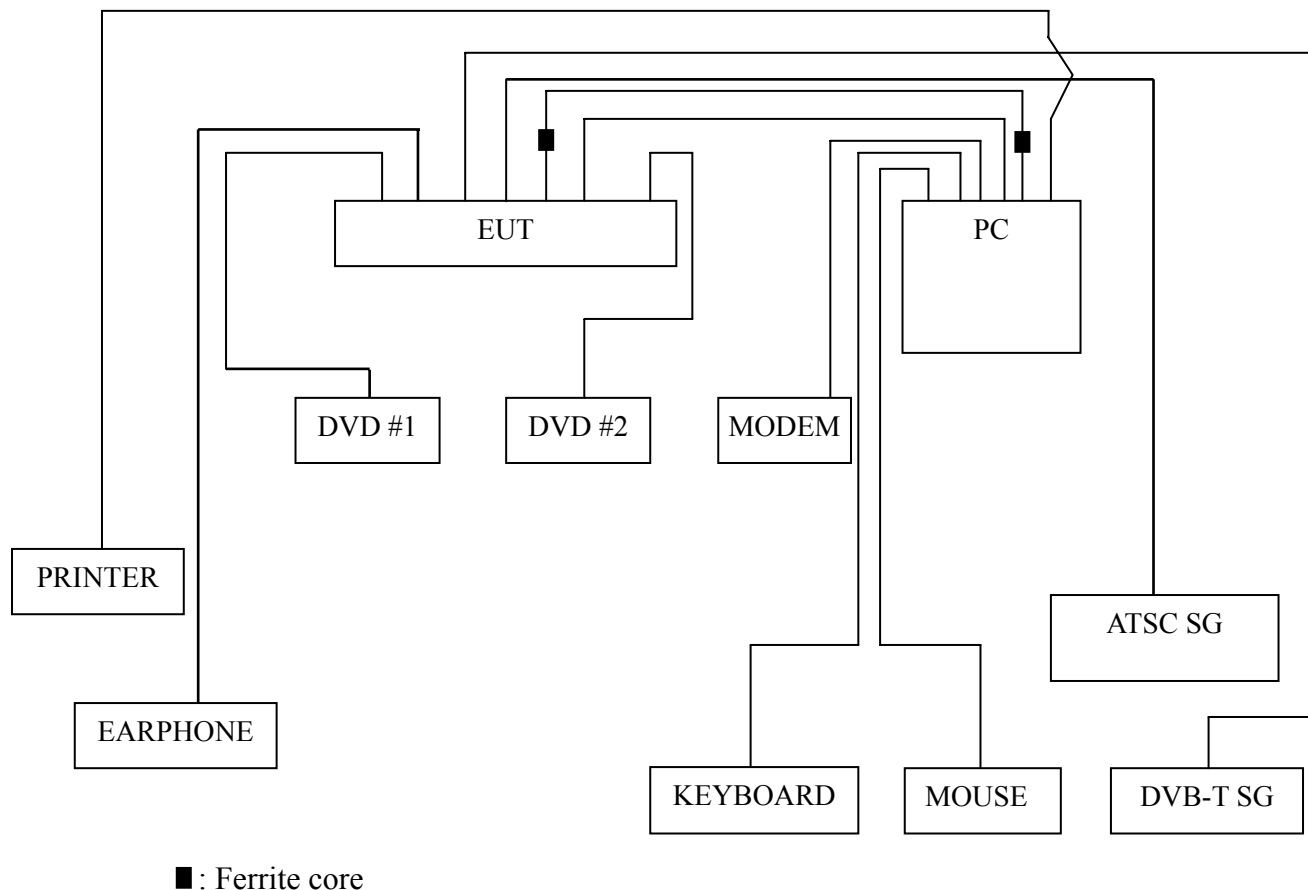 EUT
PC
DVD #1
DVD #2
MODEM
PRINTER
ATSC SG
EARPHONE
KEYBOARD
MOUSE
DVB-T SG
: Ferrite core